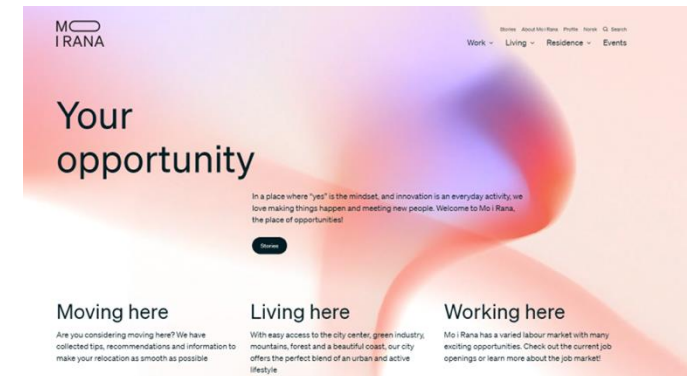 MO
I RANA
Stories About Mo i Rana Profile Norsk Search
Work Living Residence Events
Your
opportunity
In a place where "yes" is the mindset, and innovation is an everyday activity, we
love making things happen and meeting new people. Welcome to Mo i Rana,
the place of opportunities!
Stories
Moving here
Are you considering moving here? We have
collected tips, recommendations and information to
make your relocation as smooth as possible
Living here
With easy access to the city center, green industry,
mountains, forest and a beautiful coast, our city
offers the perfect blend of an urban and active
lifestyle
Working here
Mo i Rana has a varied labour market with many
exciting opportunities. Check out the current job
openings or learn more about the job market!